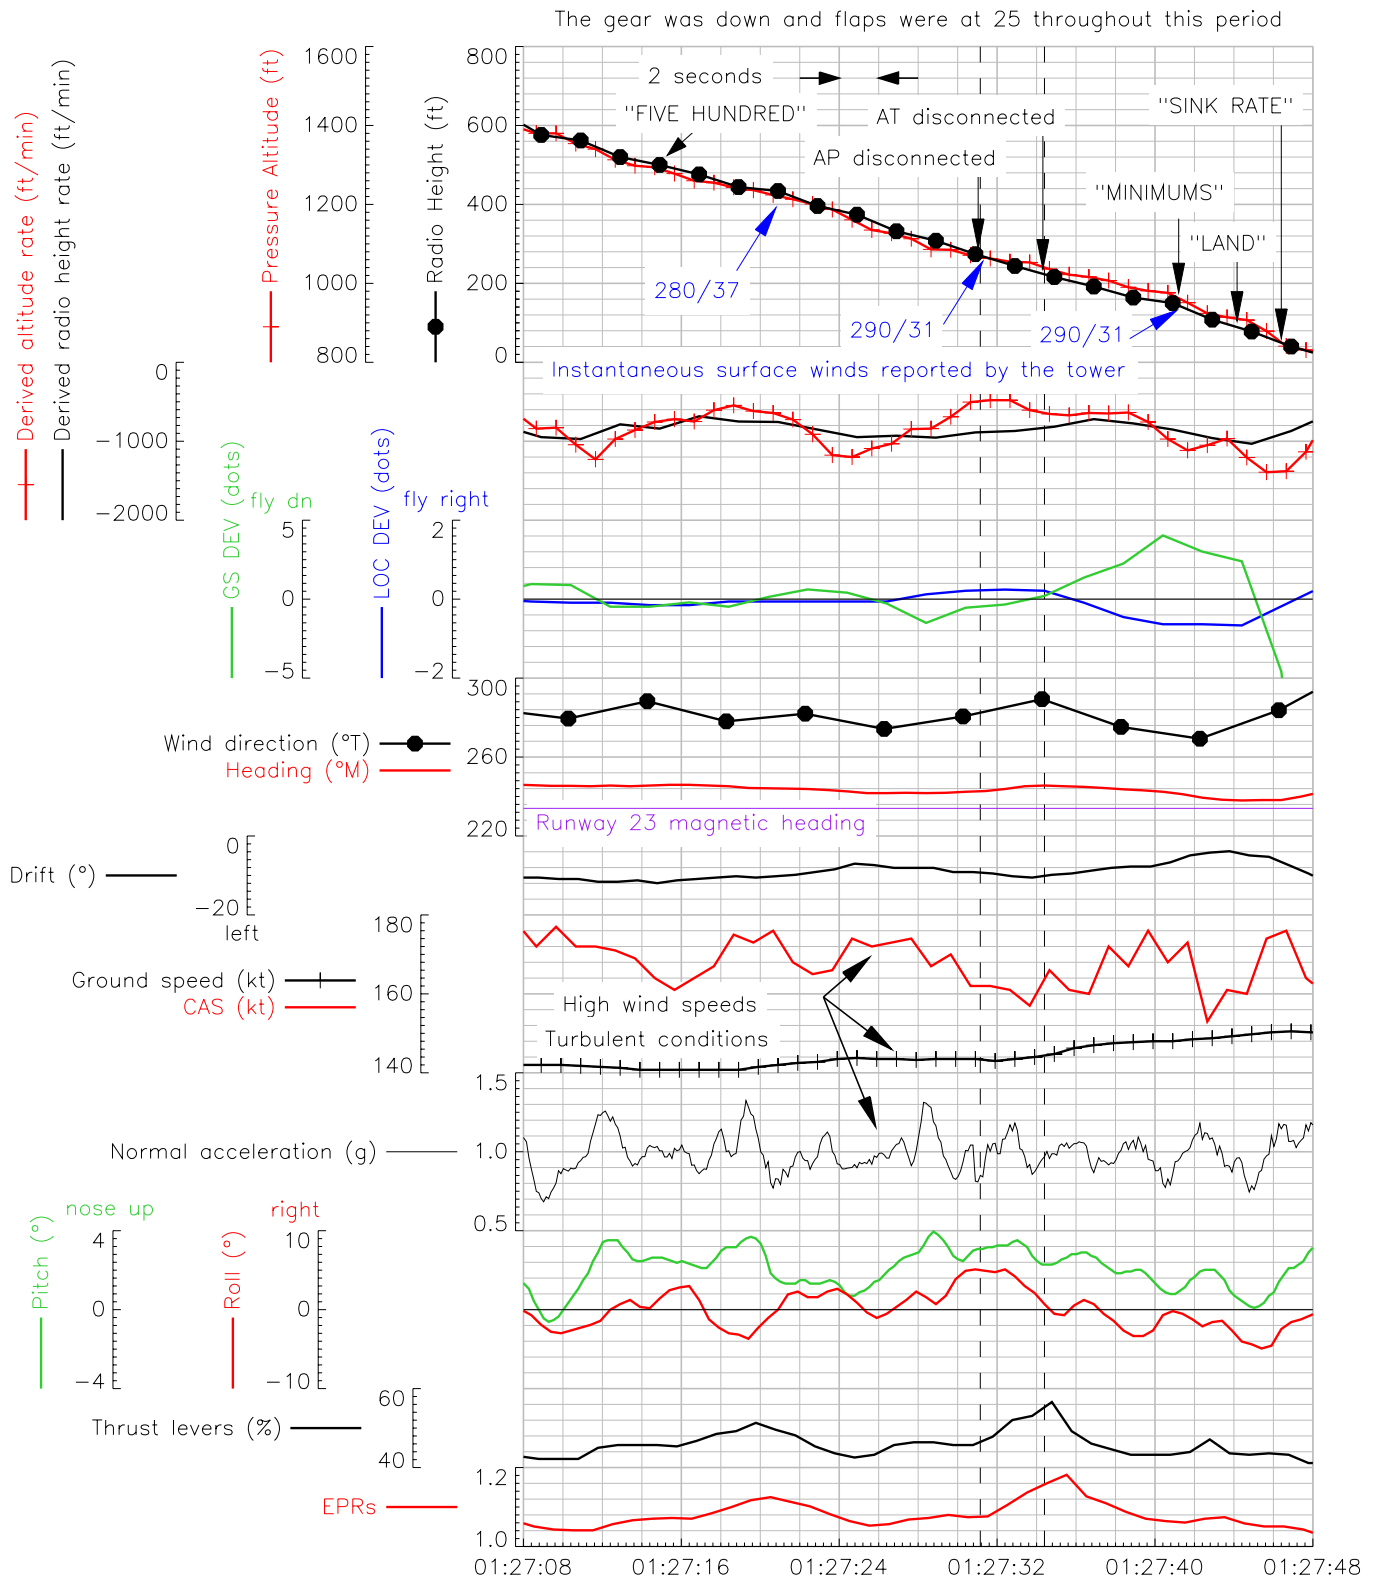 The gear was down and flaps were at 25 throughout this period
1600
1400
1200
1000
800
Pressure Altitude (ft)
Radio Height (ft)
800
600
400
200
0
2 seconds
"FIVE HUNDRED"
AT disconnected
"SINK RATE"
AP disconnected
"MINIMUMS"
"LAND"
280/37
290/31
290/31
Instantaneous surface winds reported by the tower
Derived altitude rate (ft/min)
Derived radio height rate (ft/min)
0
−1000
−2000
GS DEV (dots)
fly dn
5
0
−5
LOC DEV (dots)
fly right
2
0
−2
300
260
220
Wind direction (°T)
Heading (°M)
Runway 23 magnetic heading
Drift (°)
0
−20
left
180
160
140
Ground speed (kt)
CAS (kt)
High wind speeds
Turbulent conditions
1.5
1.0
0.5
Normal acceleration (g)
nose up
Pitch (°)
4
0
−4
right
Roll (°)
10
0
−10
60
40
Thrust levers (%)
1.2
1.0
EPRs
01:27:08
01:27:16
01:27:24
01:27:32
01:27:40
01:27:48